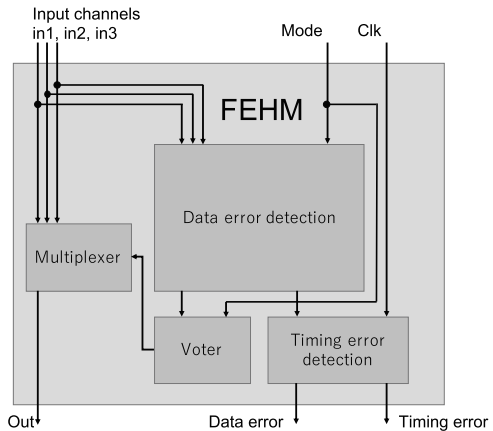 Input channels
in1, in2, in3
Mode
Clk
FEHM
Data error detection
Multiplexer
Voter
Timing error
detection
Out
Data error
Timing error